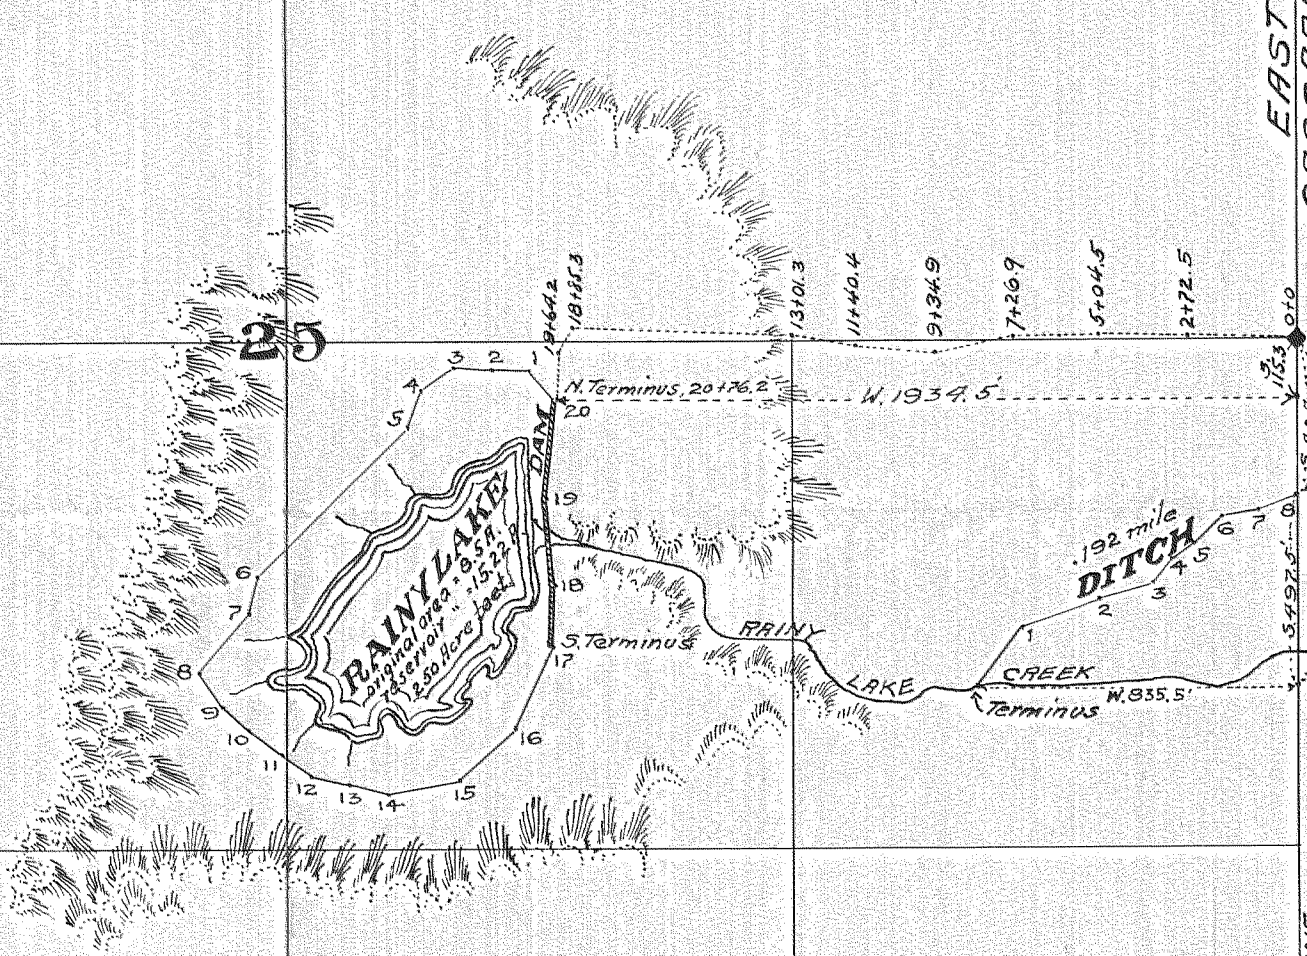 EAST
25
19+64.2
18+85.3
13+01.3
11+40.4
9+34.9
7+26.9
5+04.5
2+72.5
0+0
S.
115.3
N. Terminus, 20+76.2
W. 1934.5'
DAM
1
2
3
4
5
6
7
8
9
10
11
12
13
14
15
16
17
18
19
20
S. Terminus
RAINY LAKE
original area = 8.5 A.
reservoir " = 15.22 A
250 Acre feet
RAINY
LAKE
CREEK
Terminus
W. 835.5'
.192 mile
DITCH
1
2
3
4
5
6
7
8
S. 497.5'